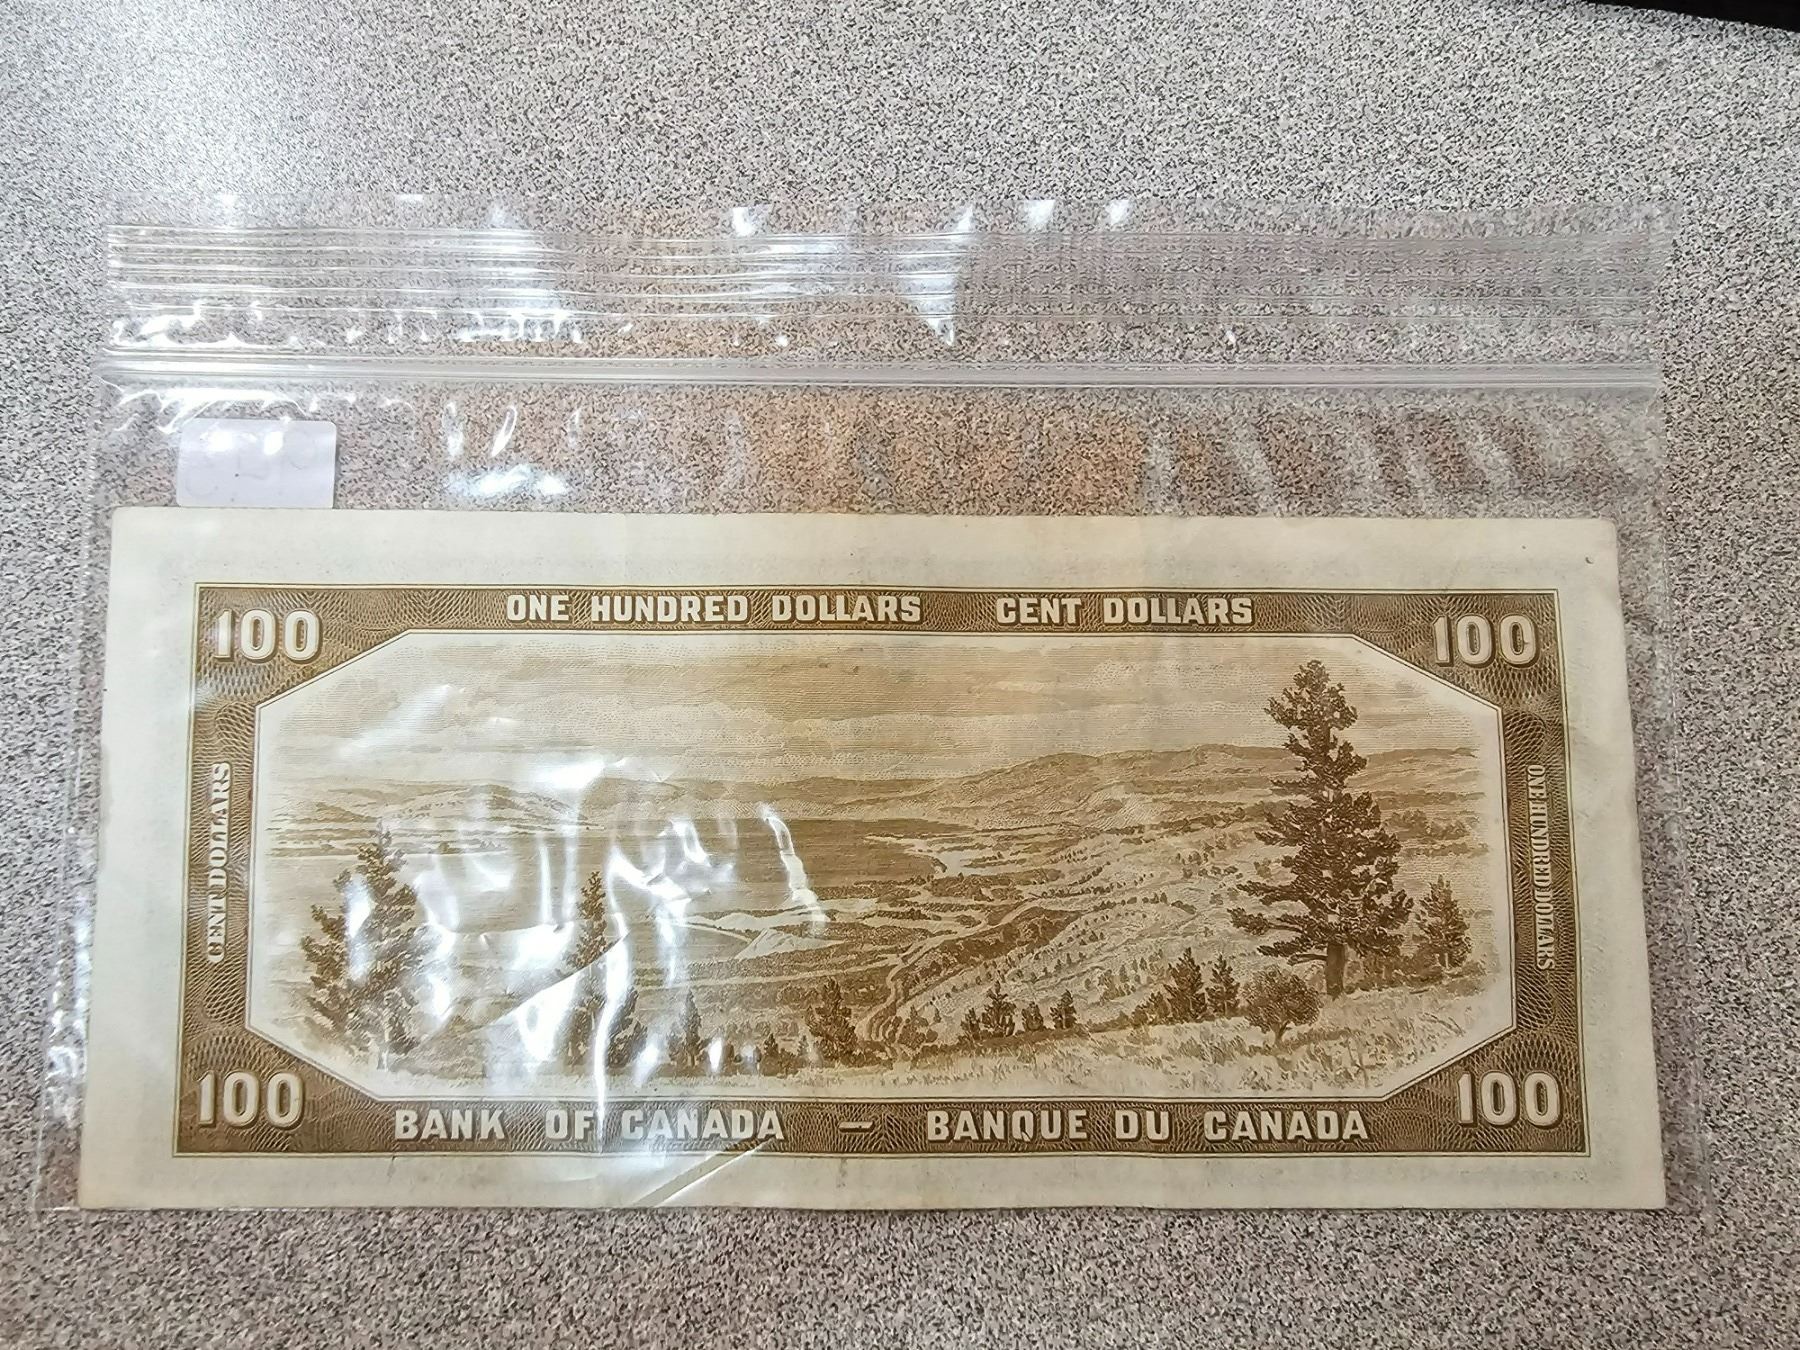 ONE HUNDRED DOLLARS CENT DOLLARS
100 100
CENT DOLLARS
ONE HUNDRED DOLLARS
100 100
BANK OF CANADA — BANQUE DU CANADA